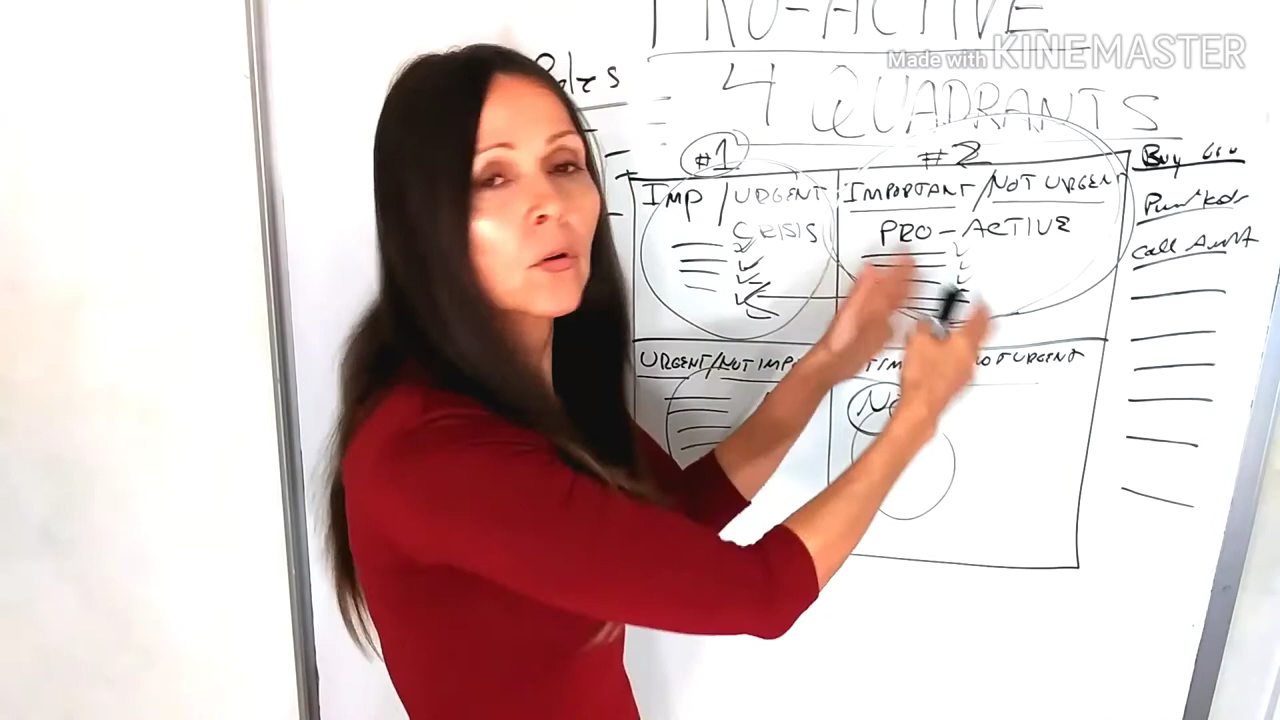 PRO-ACTIVE
Made with KINEMASTER
Roles
= 4 QUADRANTS
#1
#2
Buy
IMP / URGENT
CRISIS
IMPORTANT / NOT URGENT
PRO-ACTIVE
Call Aunt
URGENT / NOT IMP
NOT URGENT